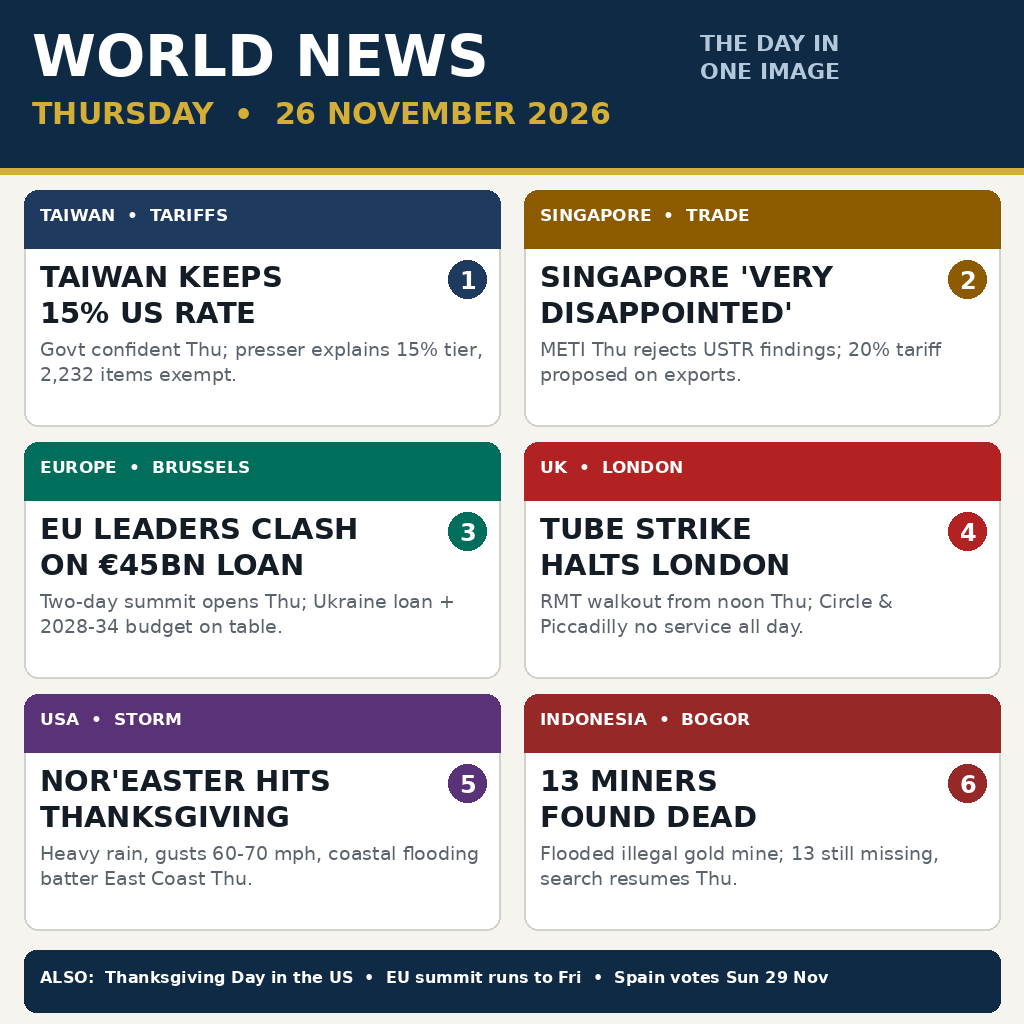 WORLD NEWS
THE DAY IN
ONE IMAGE
THURSDAY • 26 NOVEMBER 2026
TAIWAN • TARIFFS
TAIWAN KEEPS
15% US RATE
1
Govt confident Thu; presser explains 15% tier,
2,232 items exempt.
SINGAPORE • TRADE
SINGAPORE 'VERY
DISAPPOINTED'
2
METI Thu rejects USTR findings; 20% tariff
proposed on exports.
EUROPE • BRUSSELS
EU LEADERS CLASH
ON €45BN LOAN
3
Two-day summit opens Thu; Ukraine loan +
2028-34 budget on table.
UK • LONDON
TUBE STRIKE
HALTS LONDON
4
RMT walkout from noon Thu; Circle &
Piccadilly no service all day.
USA • STORM
NOR'EASTER HITS
THANKSGIVING
5
Heavy rain, gusts 60-70 mph, coastal flooding
batter East Coast Thu.
INDONESIA • BOGOR
13 MINERS
FOUND DEAD
6
Flooded illegal gold mine; 13 still missing,
search resumes Thu.
ALSO: Thanksgiving Day in the US • EU summit runs to Fri • Spain votes Sun 29 Nov